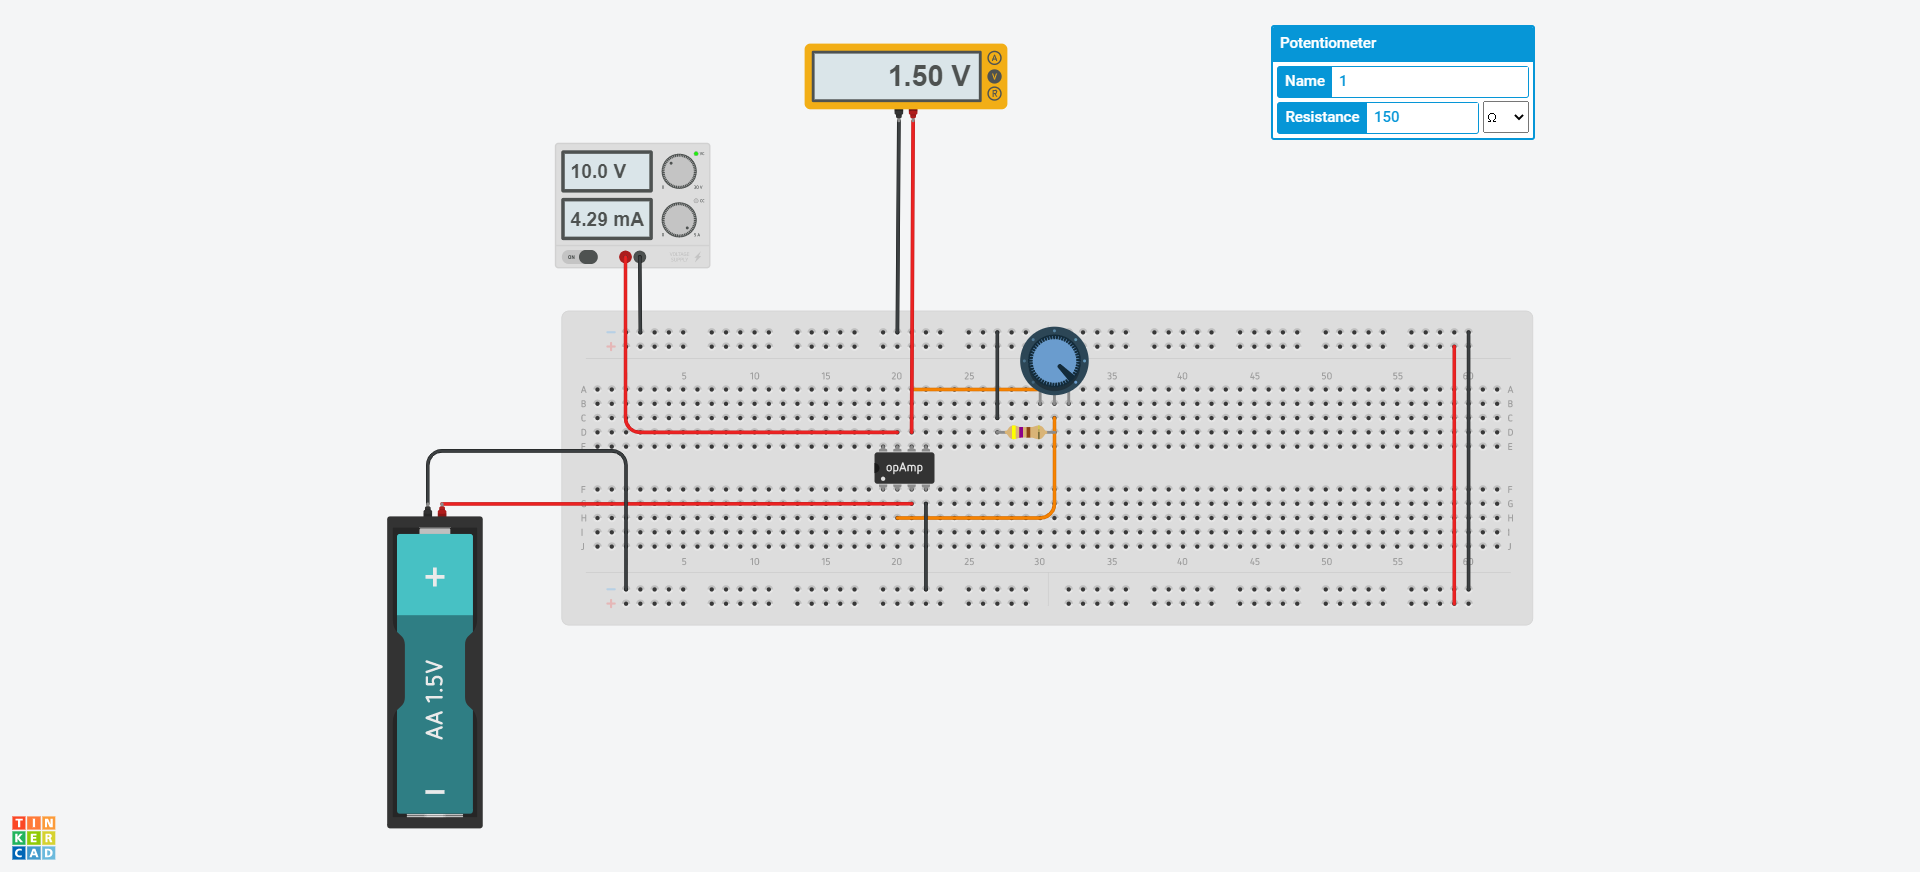 Potentiometer
Name 1
Resistance 150 Ω
1.50 V
A
V
R
10.0 V
4.29 mA
ON
5 10 15 20 25 35 40 45 50 55 60
A A
B B
C C
D D
E E
opAmp
F F
G G
H H
I I
J J
5 10 15 20 25 30 35 40 45 50 55 60
+
AA 1.5V
−
TIN
KER
CAD